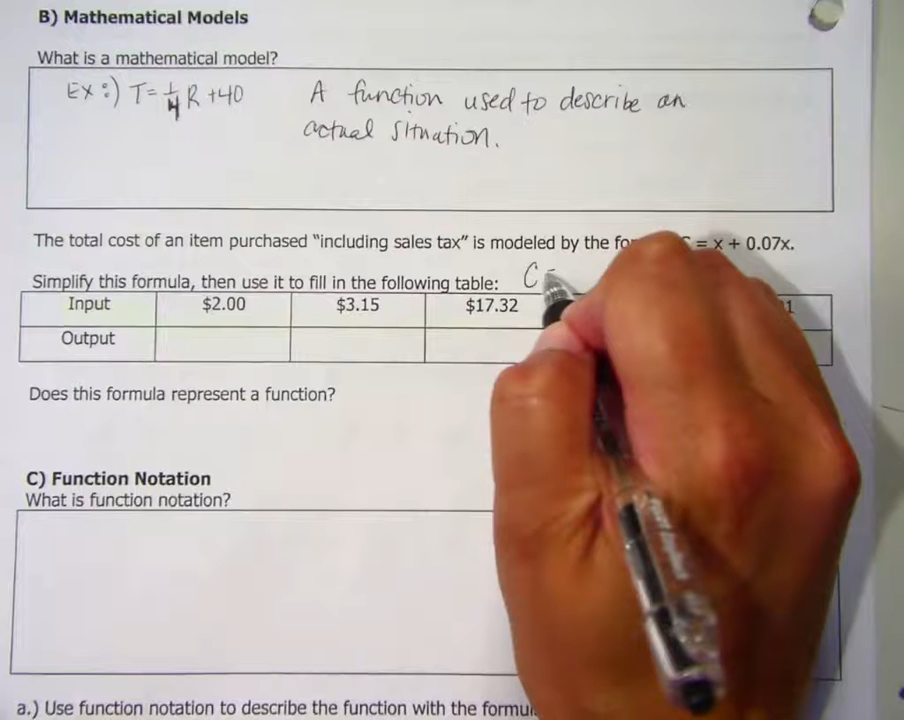 B) Mathematical Models
What is a mathematical model?
Ex:) T = 1/4 R + 40 A function used to describe an
actual situation.
The total cost of an item purchased “including sales tax” is modeled by the = x + 0.07x.
Simplify this formula, then use it to fill in the following table: C =
Input $2.00 $3.15 $17.32
Output
Does this formula represent a function?
C) Function Notation
What is function notation?
a.) Use function notation to describe the function with the